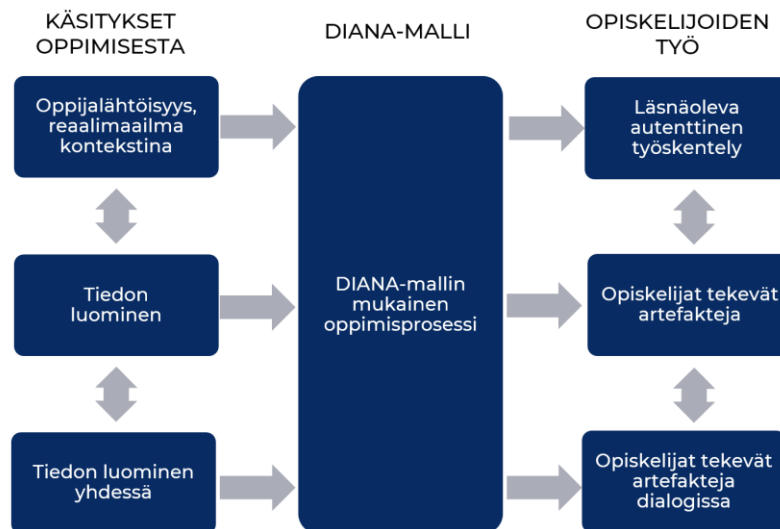 KÄSITYKSET
OPPIMISESTA
DIANA-MALLI
OPISKELIJOIDEN
TYÖ
Oppijalähtöisyys,
reaalimaailma
kontekstina
Läsnäoleva
autenttinen
työskentely
Tiedon
luominen
DIANA-mallin
mukainen
oppimisprosessi
Opiskelijat tekevät
artefakteja
Tiedon luominen
yhdessä
Opiskelijat tekevät
artefakteja
dialogissa